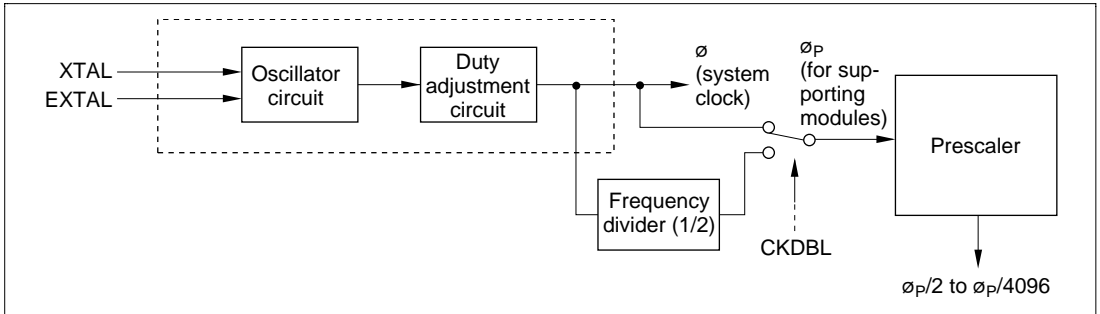 XTAL
EXTAL
Oscillator
circuit
Duty
adjustment
circuit
ø
(system
clock)
øP
(for sup-
porting
modules)
Prescaler
Frequency
divider (1/2)
CKDBL
øP/2 to øP/4096